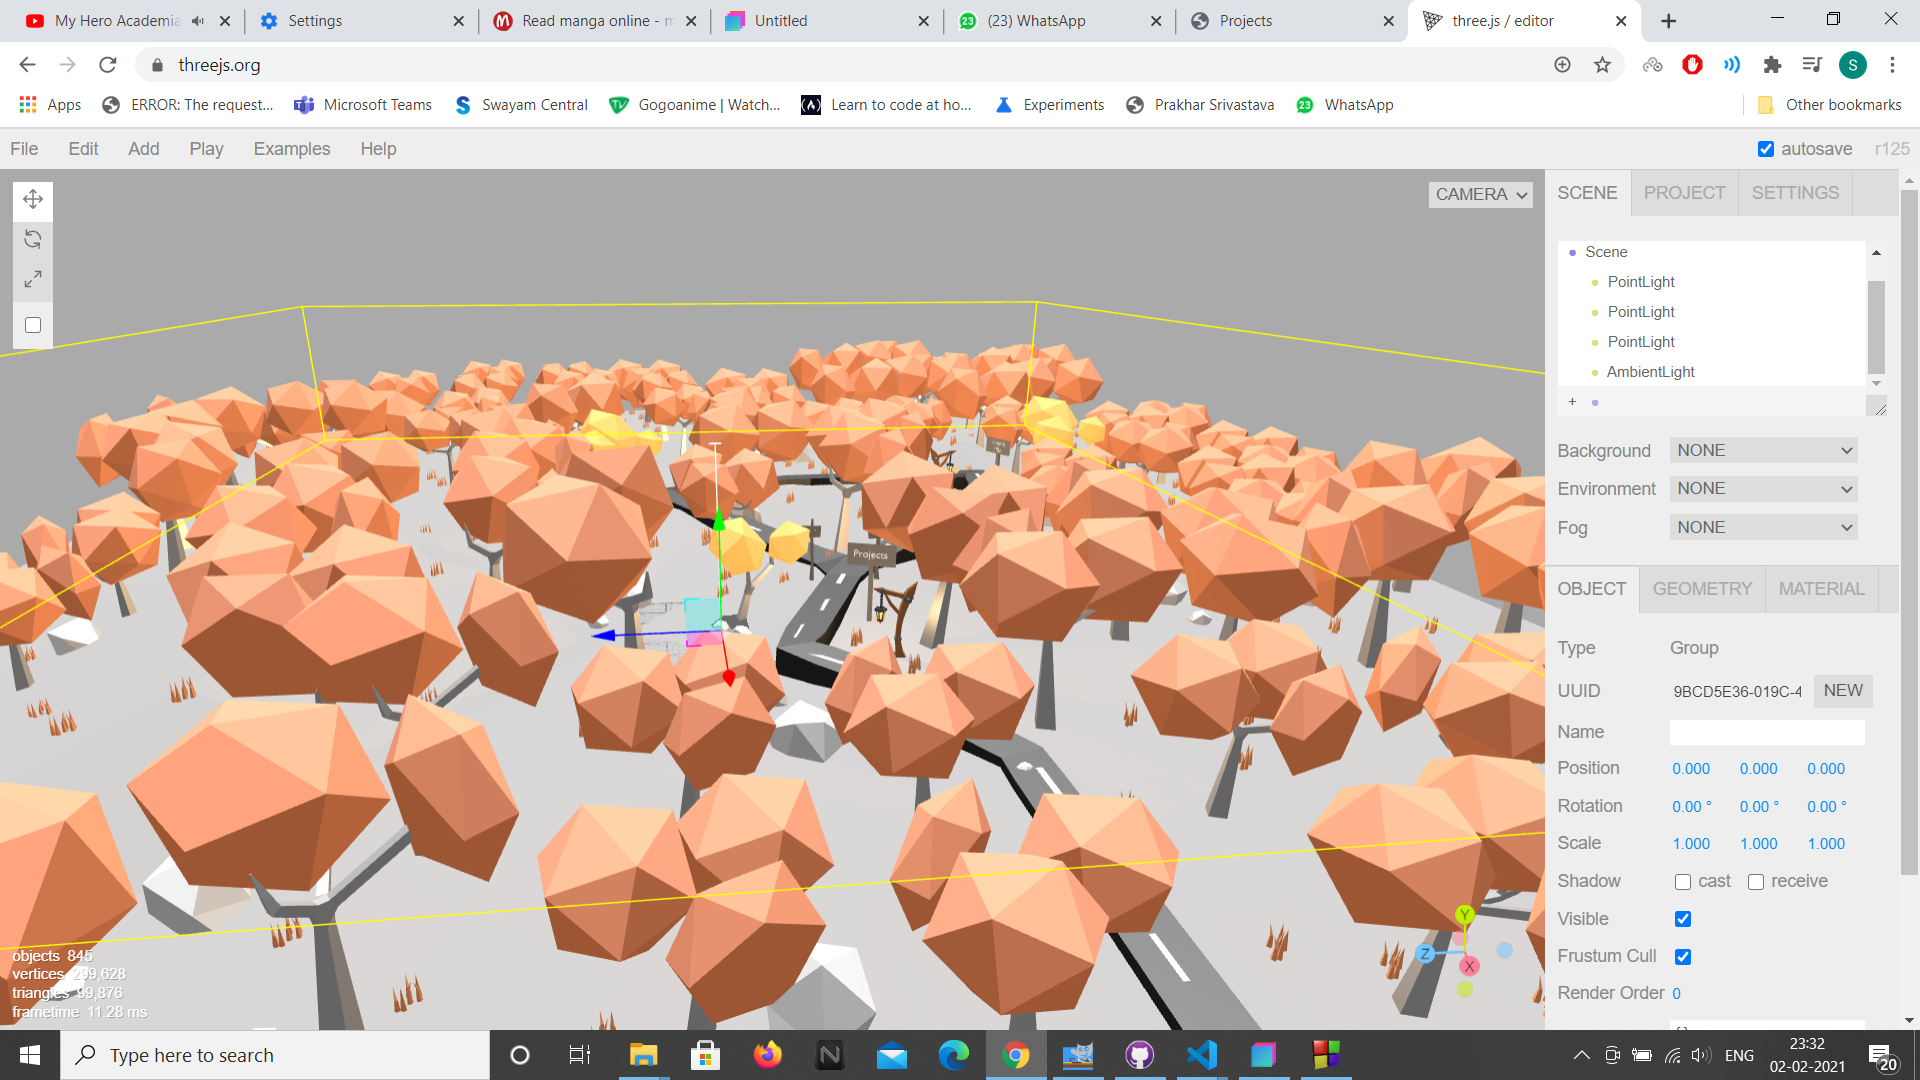 My Hero Academia
Settings
Read manga online - m
Untitled
(23) WhatsApp
Projects
three.js / editor
threejs.org
S
Apps
ERROR: The request...
Microsoft Teams
Swayam Central
Gogoanime | Watch...
Learn to code at ho...
Experiments
Prakhar Srivastava
WhatsApp
Other bookmarks
File
Edit
Add
Play
Examples
Help
autosave
r125
CAMERA
SCENE
PROJECT
SETTINGS
Scene
PointLight
PointLight
PointLight
AmbientLight
Background
NONE
Environment
NONE
Fog
NONE
Projects
OBJECT
GEOMETRY
MATERIAL
Type
Group
UUID
9BCD5E36-019C-4
NEW
Name
Position
0.000 0.000 0.000
Rotation
0.00 ° 0.00 ° 0.00 °
Scale
1.000 1.000 1.000
Shadow
cast
receive
Visible
Frustum Cull
Render Order
0
Y
Z
X
objects 845
vertices 299,628
triangles 99,876
frametime 11.28 ms
Type here to search
ENG
23:32
02-02-2021
20